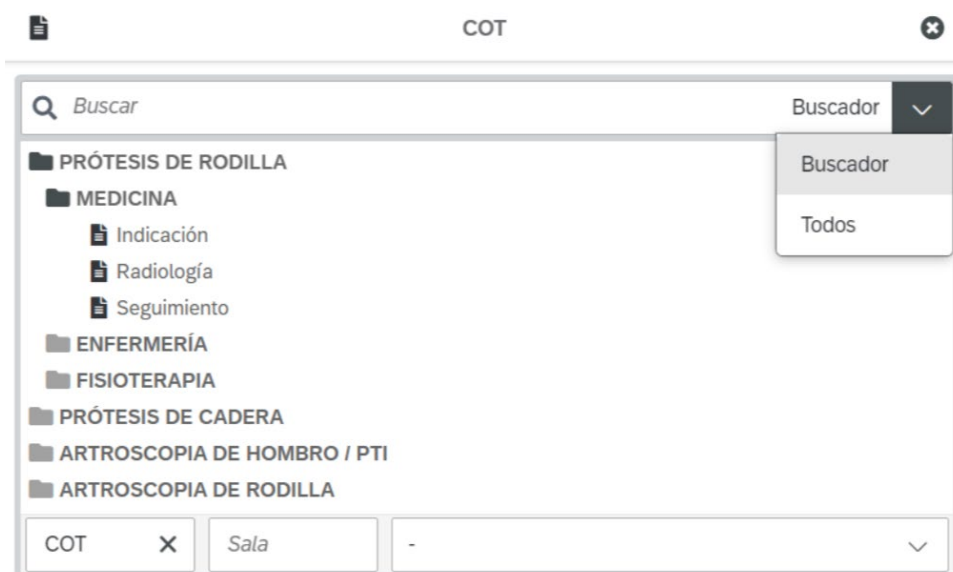 COT
Buscar
Buscador
Buscador
Todos
PRÓTESIS DE RODILLA
MEDICINA
Indicación
Radiología
Seguimiento
ENFERMERÍA
FISIOTERAPIA
PRÓTESIS DE CADERA
ARTROSCOPIA DE HOMBRO / PTI
ARTROSCOPIA DE RODILLA
COT
Sala
-